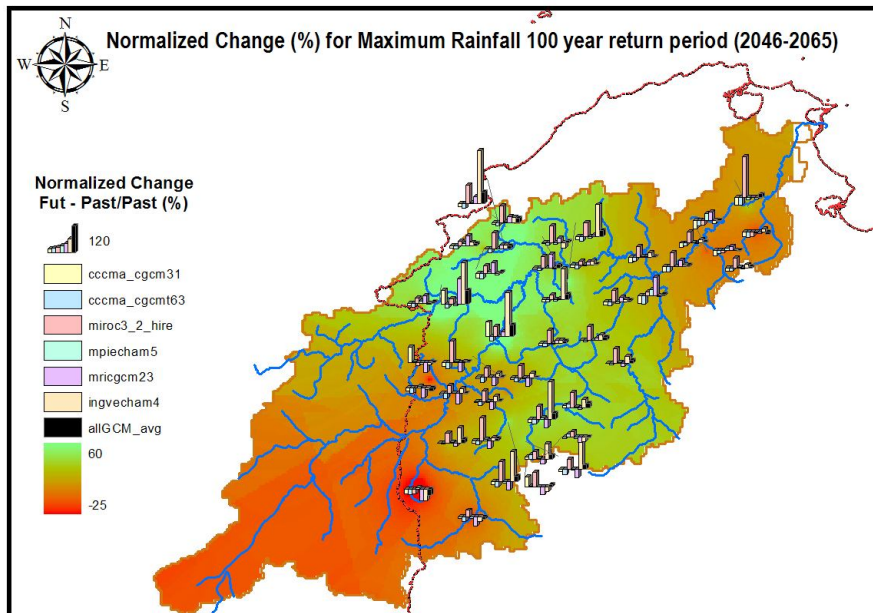 N
W E
S
Normalized Change (%) for Maximum Rainfall 100 year return period (2046-2065)
Normalized Change
Fut - Past/Past (%)
120
cccma_cgcm31
cccma_cgcmt63
miroc3_2_hire
mpiecham5
mricgcm23
ingvecham4
allGCM_avg
60
-25